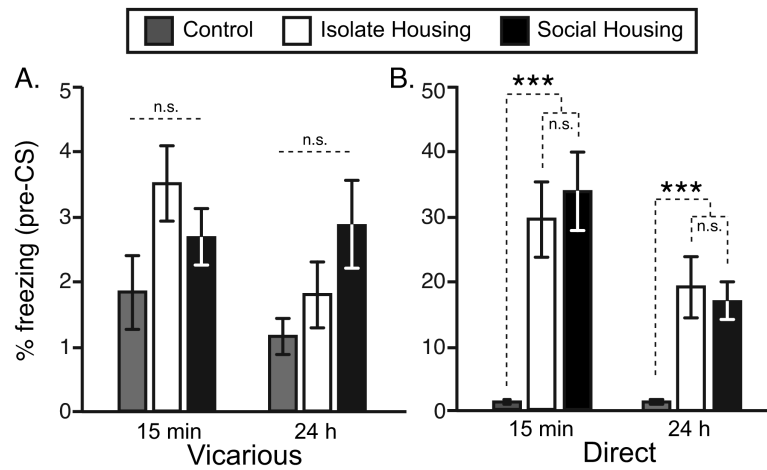 Control Isolate Housing Social Housing
A.
B.
% freezing (pre-CS)
5
4
3
2
1
0
n.s.
n.s.
15 min
24 h
Vicarious
50
40
30
20
10
0
***
n.s.
***
n.s.
15 min
24 h
Direct